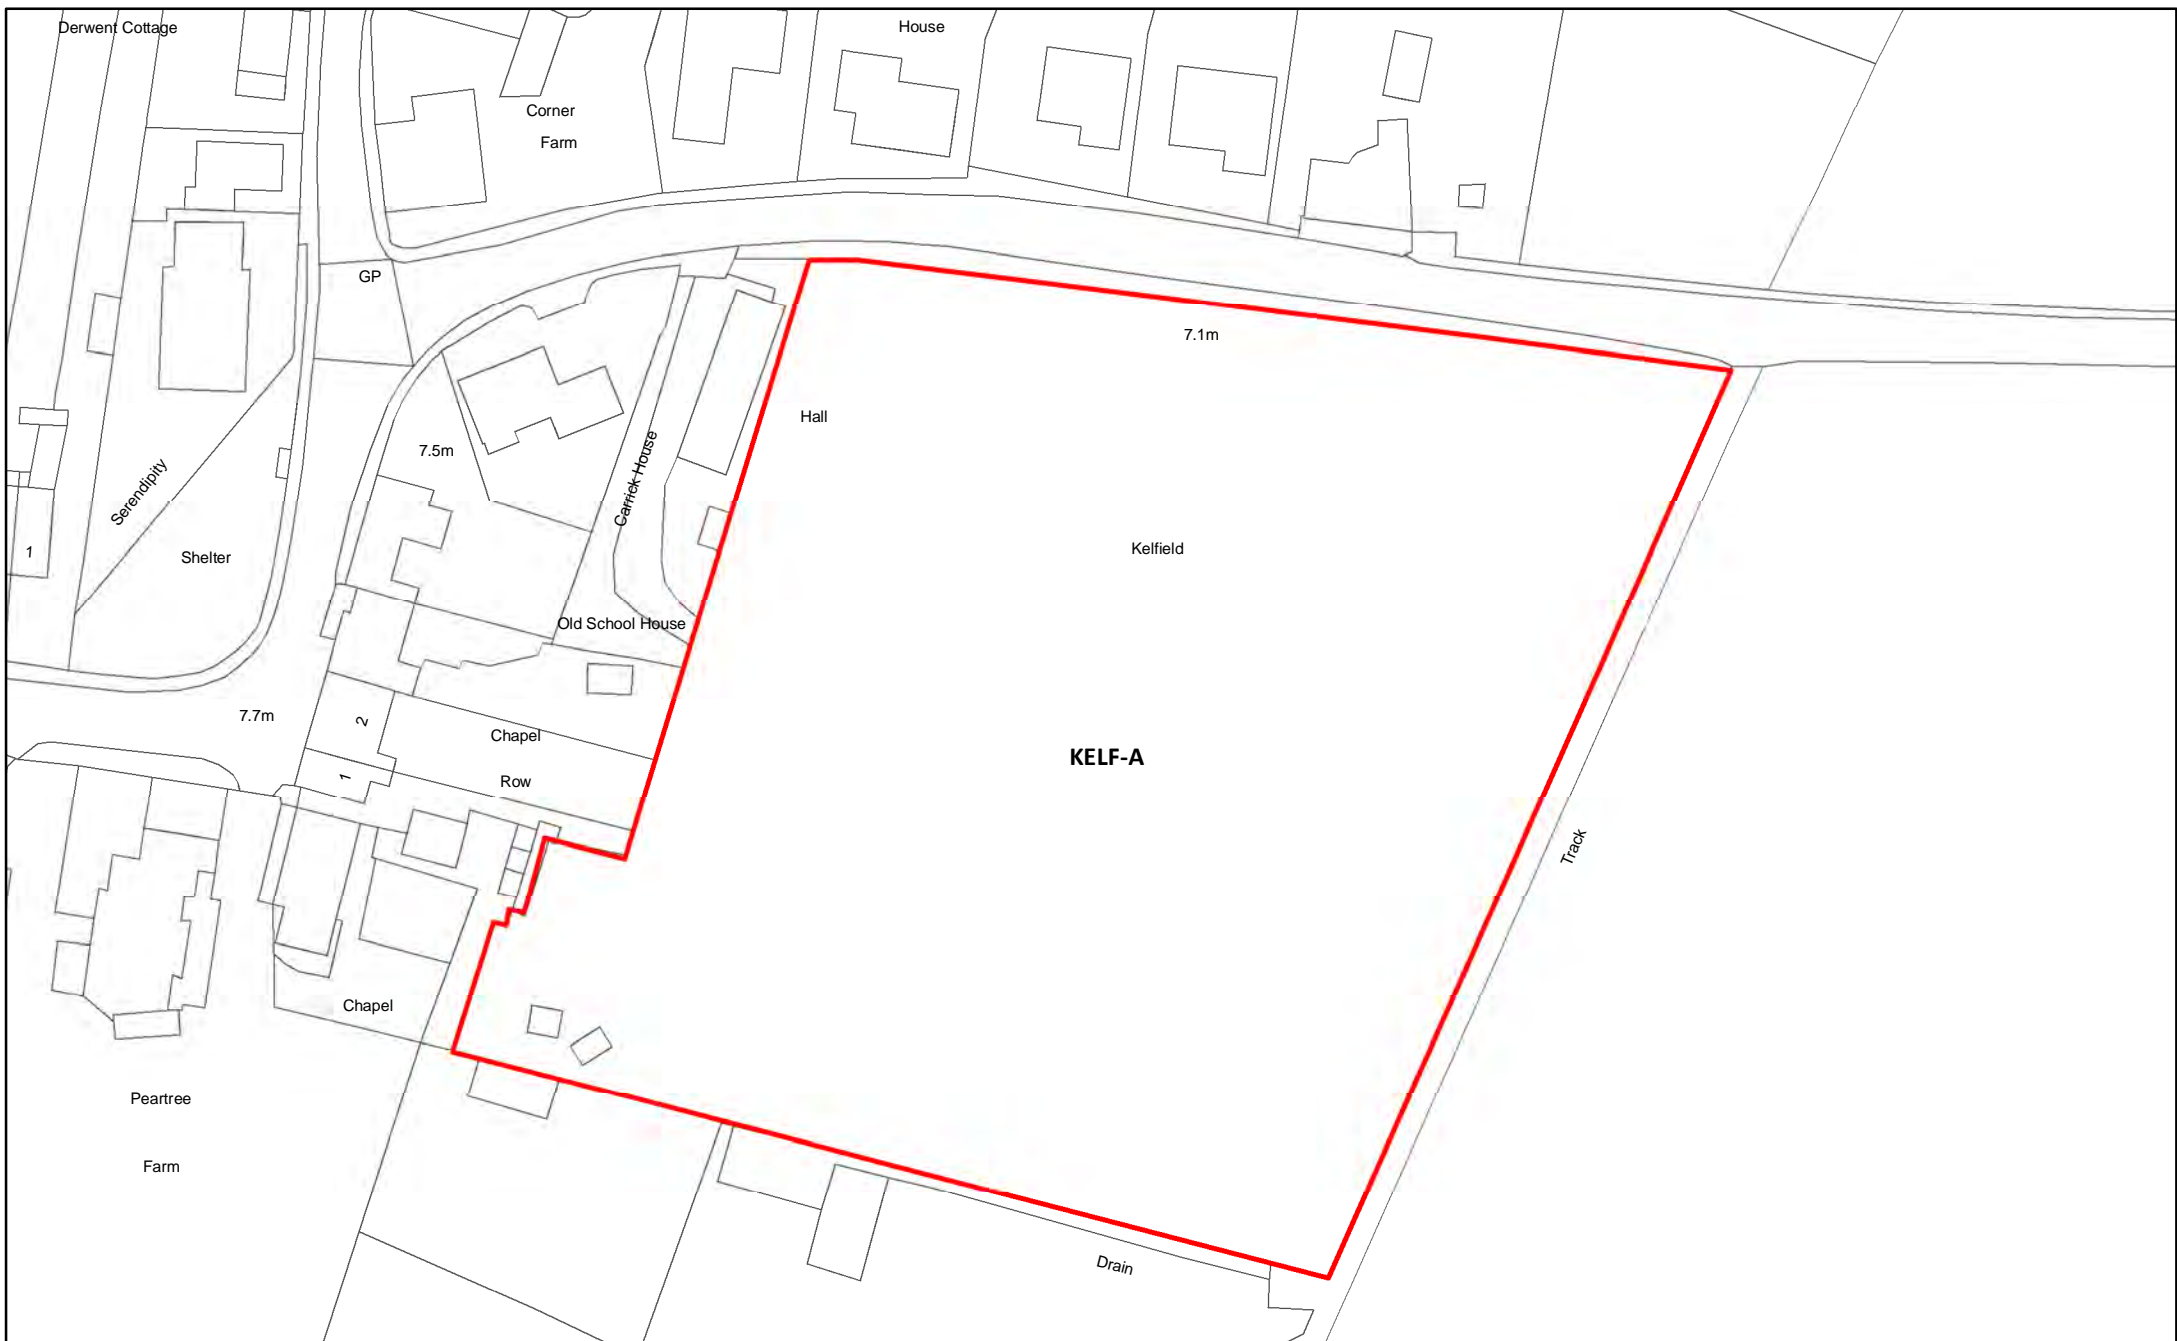 Derwent Cottage
House
Corner
Farm
GP
7.1m
Hall
7.5m
Carrick House
Serendipity
1
Shelter
Kelfield
Old School House
7.7m
2
Chapel
Row
1
KELF-A
Track
Chapel
Peartree
Farm
Drain